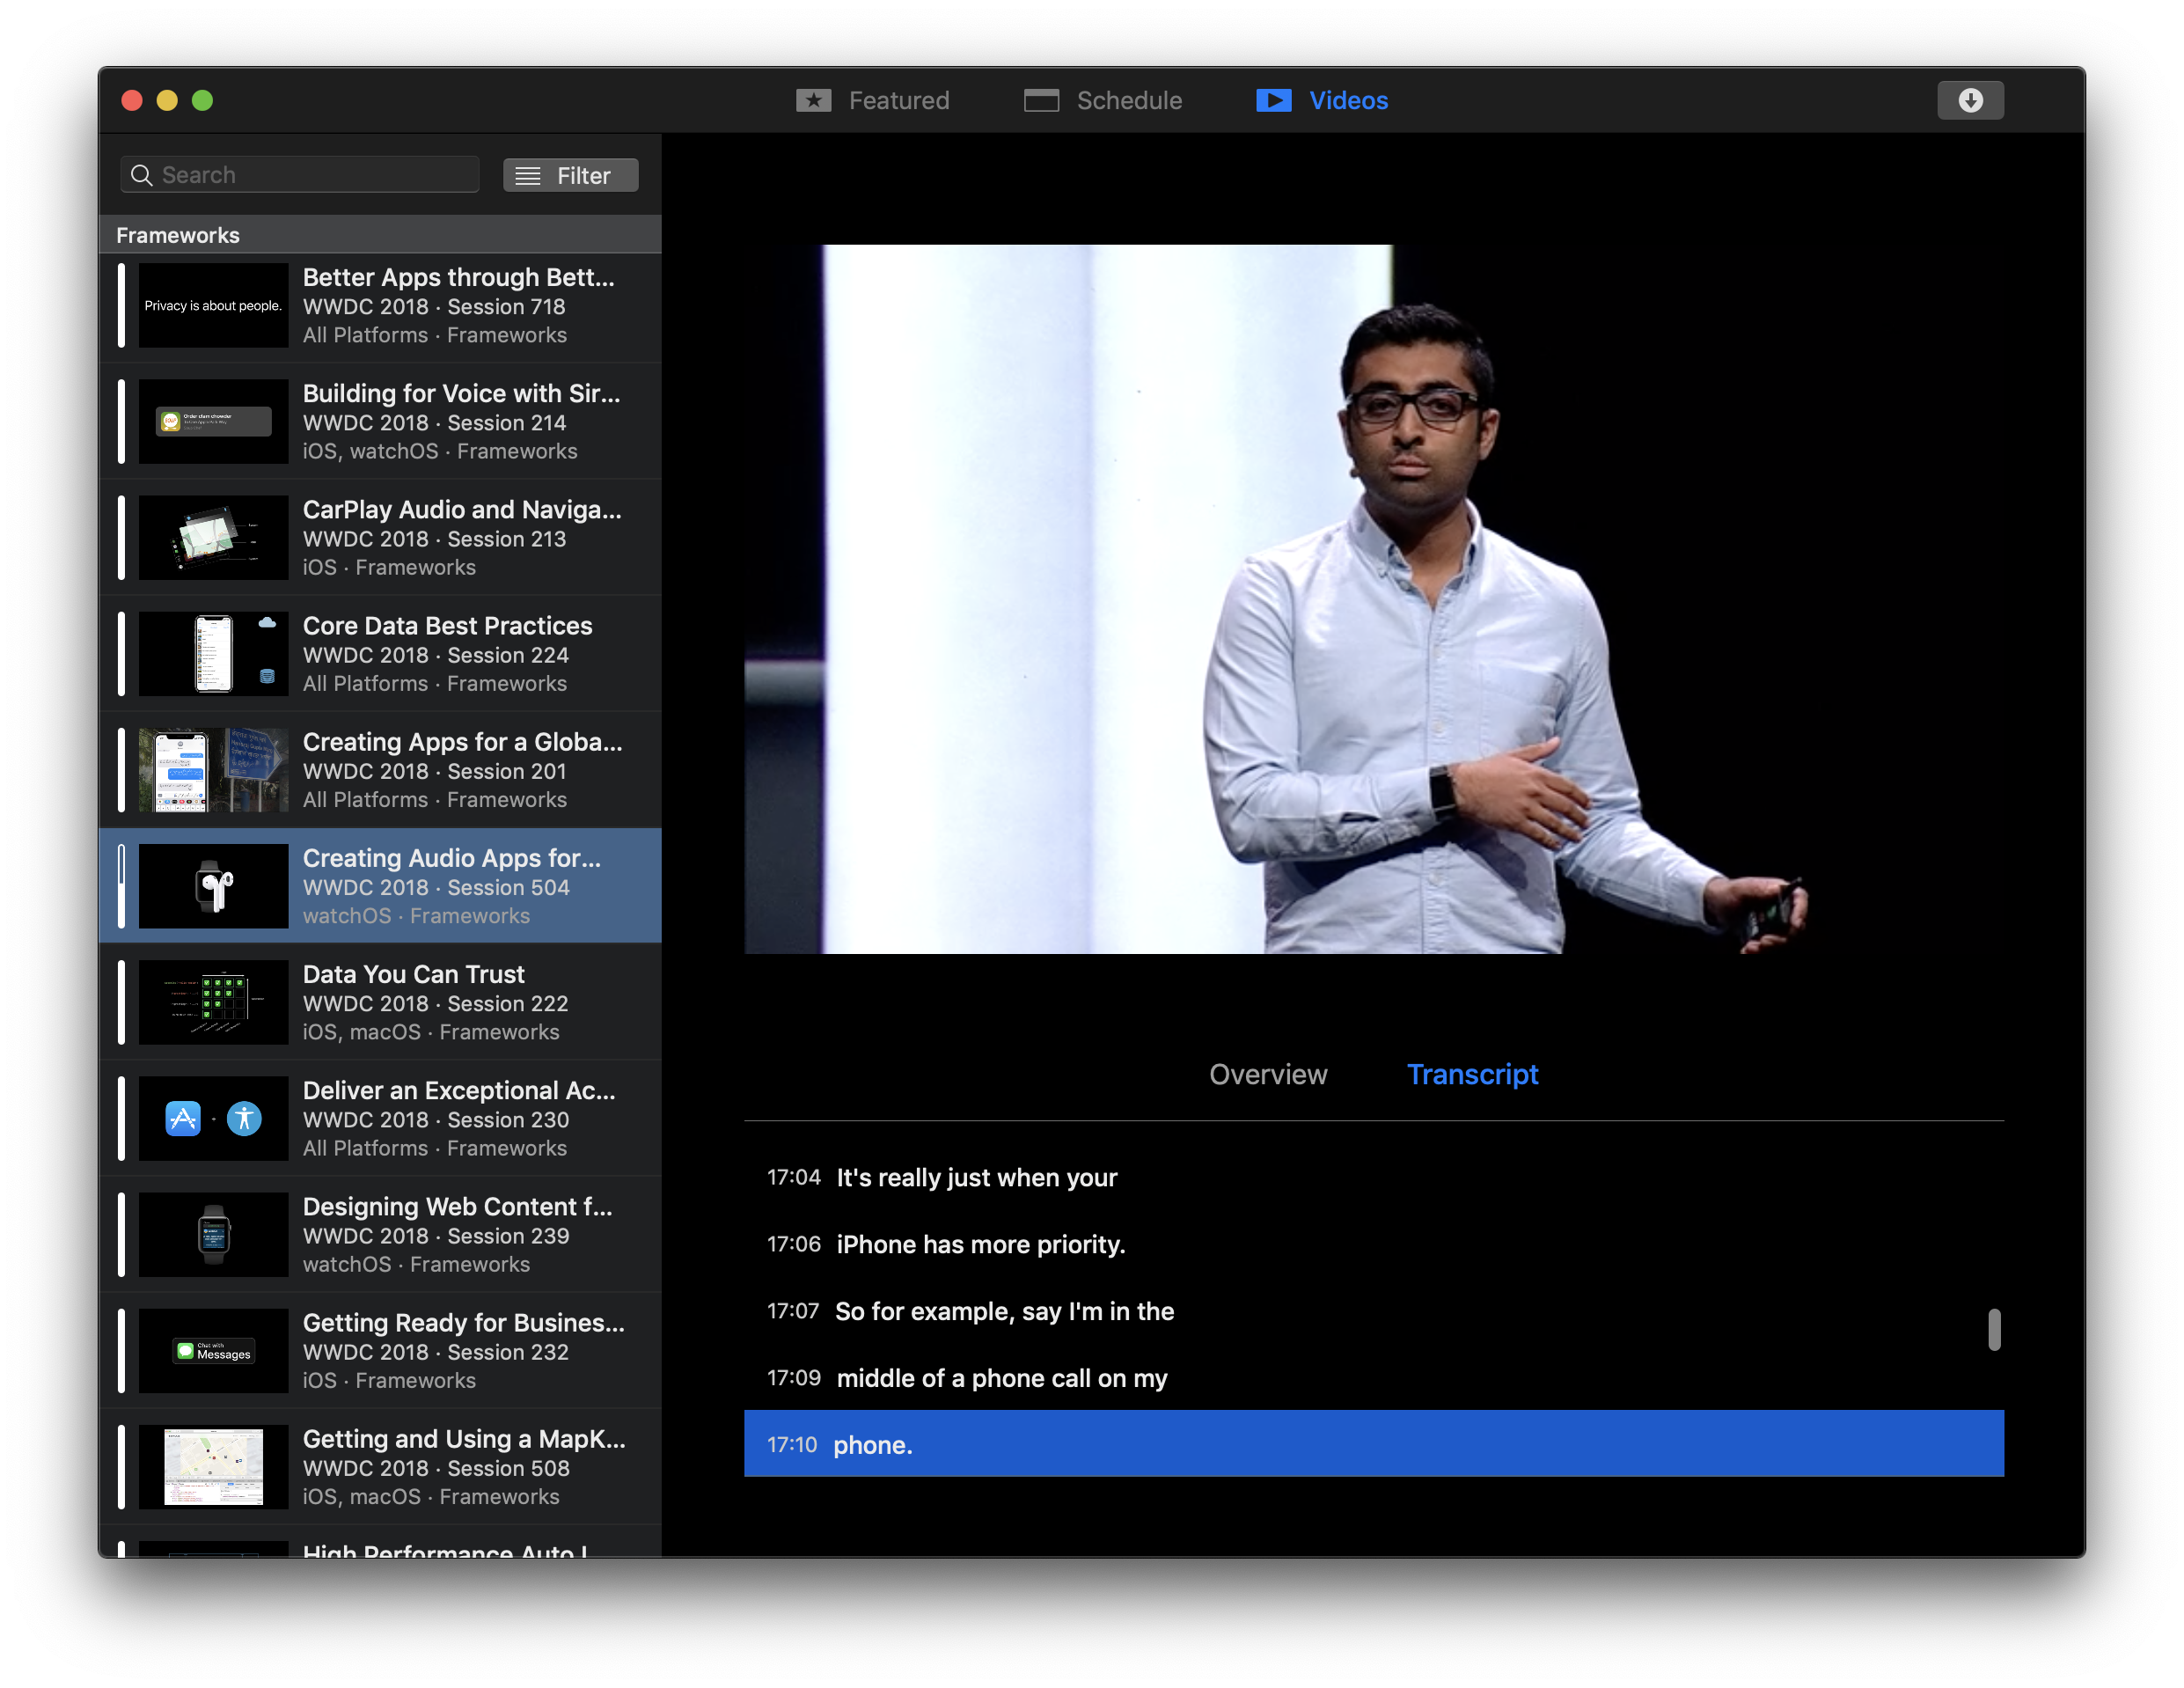 Featured
Schedule
Videos
Search
Filter
Frameworks
Privacy is about people.
Better Apps through Bett...
WWDC 2018 · Session 718
All Platforms · Frameworks
Order clam chowder
Building for Voice with Sir...
WWDC 2018 · Session 214
iOS, watchOS · Frameworks
CarPlay Audio and Naviga...
WWDC 2018 · Session 213
iOS · Frameworks
Core Data Best Practices
WWDC 2018 · Session 224
All Platforms · Frameworks
Creating Apps for a Globa...
WWDC 2018 · Session 201
All Platforms · Frameworks
Creating Audio Apps for...
WWDC 2018 · Session 504
watchOS · Frameworks
Data You Can Trust
WWDC 2018 · Session 222
iOS, macOS · Frameworks
Deliver an Exceptional Ac...
WWDC 2018 · Session 230
All Platforms · Frameworks
Designing Web Content f...
WWDC 2018 · Session 239
watchOS · Frameworks
Chat with
Messages
Getting Ready for Busines...
WWDC 2018 · Session 232
iOS · Frameworks
Getting and Using a MapK...
WWDC 2018 · Session 508
iOS, macOS · Frameworks
High Performance Auto L
Overview
Transcript
17:04 It's really just when your
17:06 iPhone has more priority.
17:07 So for example, say I'm in the
17:09 middle of a phone call on my
17:10 phone.